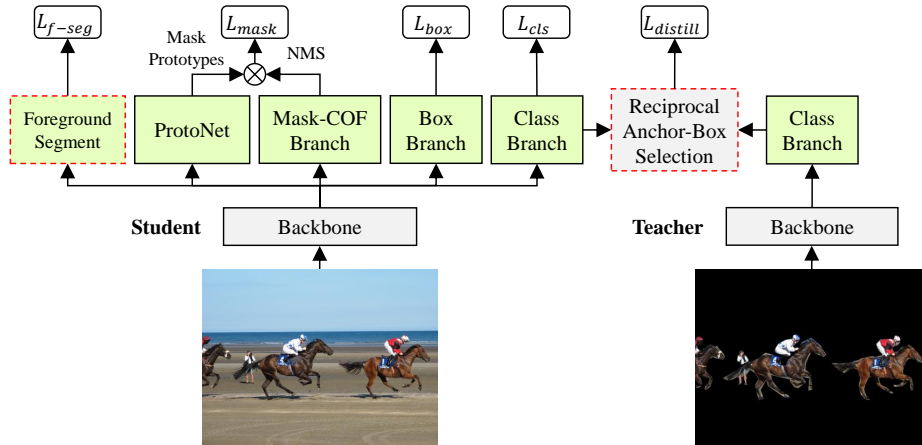 L_{f-seg}
L_{mask}
L_{box}
L_{cls}
L_{distill}
Mask
Prototypes
NMS
Foreground
Segment
ProtoNet
Mask-COF
Branch
Box
Branch
Class
Branch
Reciprocal
Anchor-Box
Selection
Class
Branch
Student
Backbone
Teacher
Backbone